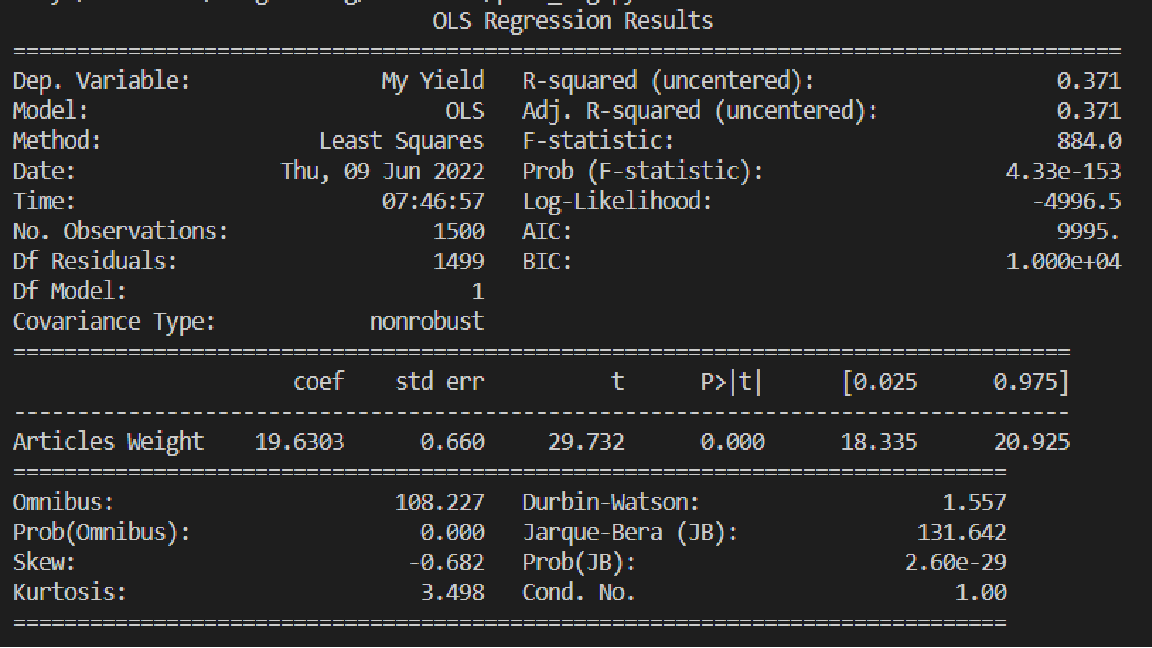 OLS Regression Results
==============================================================================
Dep. Variable: My Yield R-squared (uncentered): 0.371
Model: OLS Adj. R-squared (uncentered): 0.371
Method: Least Squares F-statistic: 884.0
Date: Thu, 09 Jun 2022 Prob (F-statistic): 4.33e-153
Time: 07:46:57 Log-Likelihood: -4996.5
No. Observations: 1500 AIC: 9995.
Df Residuals: 1499 BIC: 1.000e+04
Df Model: 1
Covariance Type: nonrobust
==============================================================================
coef std err t P>|t| [0.025 0.975]
------------------------------------------------------------------------------
Articles Weight 19.6303 0.660 29.732 0.000 18.335 20.925
==============================================================================
Omnibus: 108.227 Durbin-Watson: 1.557
Prob(Omnibus): 0.000 Jarque-Bera (JB): 131.642
Skew: -0.682 Prob(JB): 2.60e-29
Kurtosis: 3.498 Cond. No. 1.00
==============================================================================